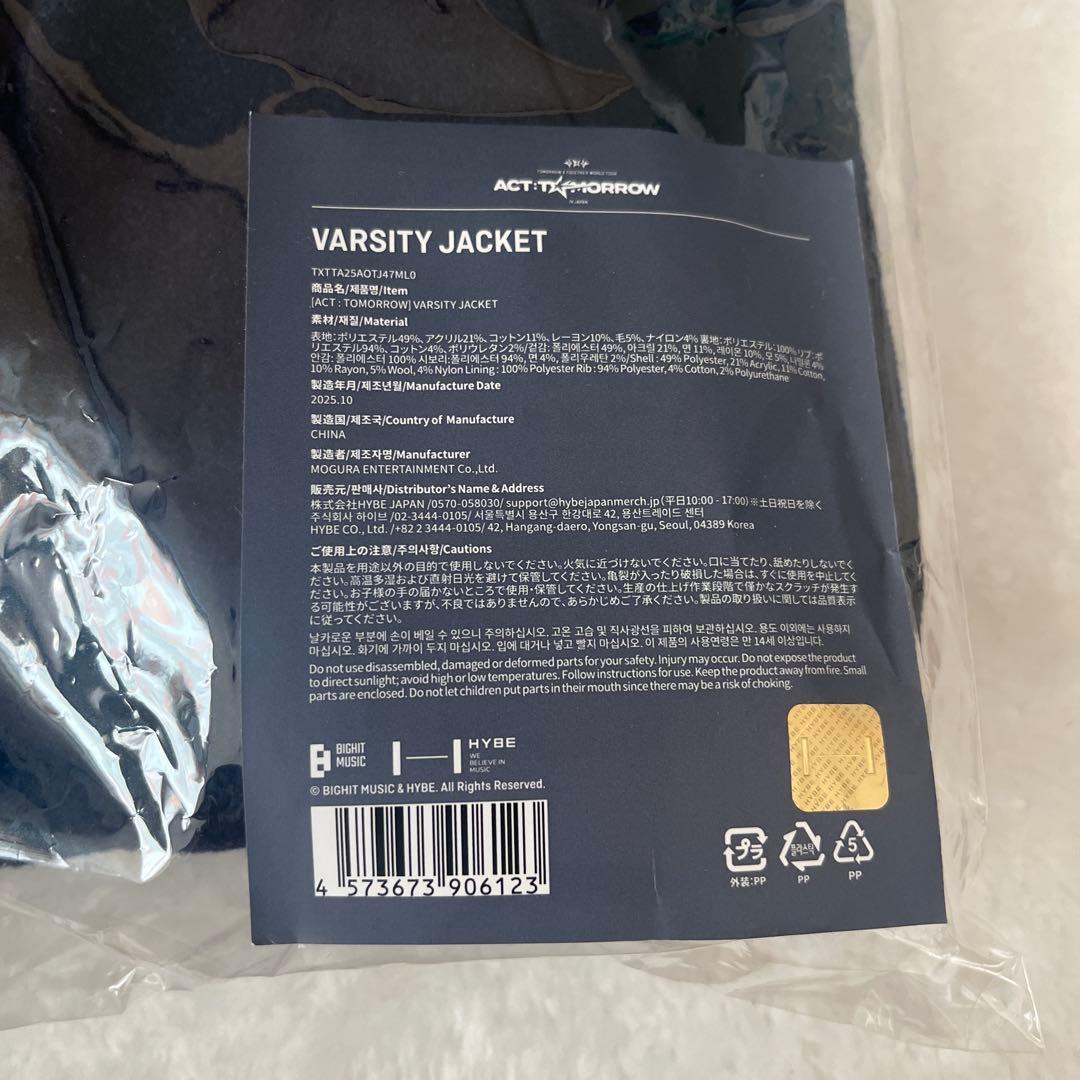 TOMORROW X TOGETHER WORLD TOUR
ACT:TOMORROW
IN JAPAN
VARSITY JACKET
TXTTA25AOTJ47ML0
商品名/제품명/Item
[ACT : TOMORROW] VARSITY JACKET
素材/재질/Material
表地：ポリエステル49%、アクリル21%、コットン11%、レーヨン10%、毛5%、ナイロン4% 裏地：ポリエステル：100% リブ：ポ
リエステル94%、コットン4%、ポリウレタン2%/겉감: 폴리에스터 49%, 아크릴 21%, 면 11%, 레이온 10%, 모 5%, 나일론 4%
안감: 폴리에스터 100% 시보리:폴리에스터 94%, 면 4%, 폴리우레탄 2%/Shell : 49% Polyester, 21% Acrylic, 11% Cotton,
10% Rayon, 5% Wool, 4% Nylon Lining : 100% Polyester Rib : 94% Polyester, 4% Cotton, 2% Polyurethane
製造年月/제조년월/Manufacture Date
2025.10
製造国/제조국/Country of Manufacture
CHINA
製造者/제조자명/Manufacturer
MOGURA ENTERTAINMENT Co.,Ltd.
販売元/판매사/Distributor's Name & Address
株式会社HYBE JAPAN /0570-058030/ support@hybejapanmerch.jp (平日10:00 - 17:00) ※土日祝日を除く
주식회사 하이브 /02-3444-0105/ 서울특별시 용산구 한강대로 42, 용산트레이드 센터
HYBE CO., Ltd. /+82 2 3444-0105/ 42, Hangang-daero, Yongsan-gu, Seoul, 04389 Korea
ご使用上の注意/주의사항/Cautions
本製品を用途以外の目的で使用しないでください。火気に近づけないでください。口に当てたり、舐めたりしないでく
ださい。高温多湿および直射日光を避けて保管してください。亀裂が入ったり破損した場合は、すぐに使用を中止してく
ださい。お子様の手の届かないところで使用・保管してください。生産の仕上げ作業段階で僅かなスクラッチが発生す
る可能性がございますが、不良ではありませんので、あらかじめご了承ください。製品の取り扱いに関しては品質表示
に従ってください。
날카로운 부분에 손이 베일 수 있으니 주의하십시오. 고온 고습 및 직사광선을 피하여 보관하십시오. 용도 이외에는 사용하지
마십시오. 화기에 가까이 두지 마십시오. 입에 대거나 넣고 빨지 마십시오. 이 제품의 사용연령은 만 14세 이상입니다.
Do not use disassembled, damaged or deformed parts for your safety. Injury may occur. Do not expose the product
to direct sunlight; avoid high or low temperatures. Follow instructions for use. Keep the product away from fire. Small
parts are enclosed. Do not let children put parts in their mouth since there may be a risk of choking.
BIGHIT MUSIC
HYBE
WE BELIEVE IN MUSIC
© BIGHIT MUSIC & HYBE. All Rights Reserved.
4 573673 906123
HYBE HYBE HYBE
プラ
外装：PP
플라스틱
PP
5
PP